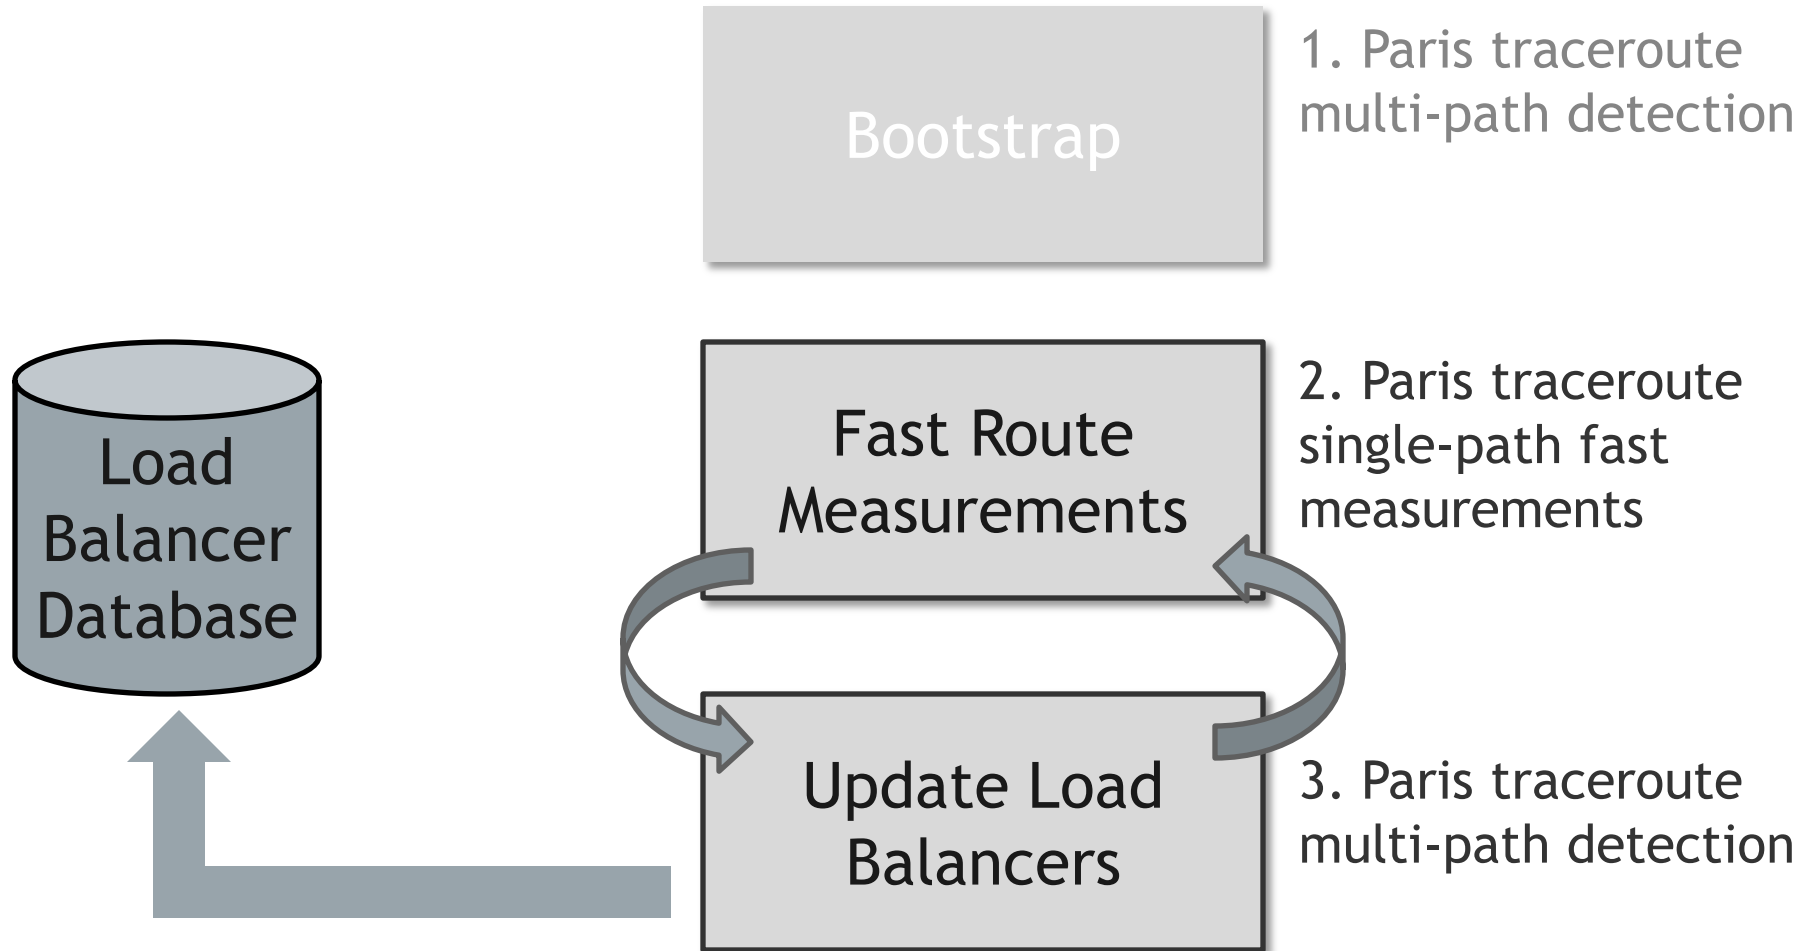 Bootstrap
1. Paris traceroute
multi-path detection
Load
Balancer
Database
Fast Route
Measurements
2. Paris traceroute
single-path fast
measurements
Update Load
Balancers
3. Paris traceroute
multi-path detection